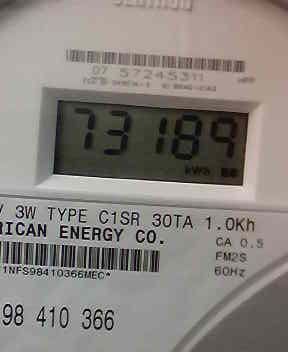 07 57245311
73189
kWh
V 3W TYPE C1SR 30TA 1.0Kh
RICAN ENERGY CO.
CA 0.5
FM2S
60Hz
1NFS98410366MEC*
98 410 366